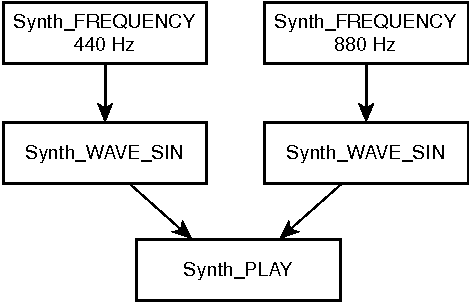 Synth_FREQUENCY
440 Hz
Synth_FREQUENCY
880 Hz
Synth_WAVE_SIN
Synth_WAVE_SIN
Synth_PLAY